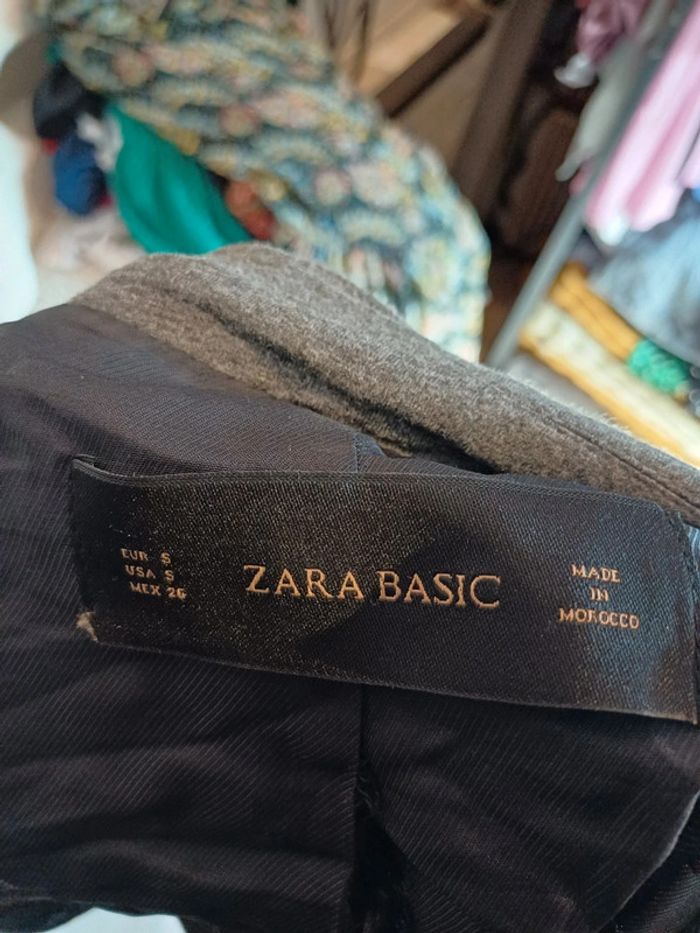 EUR S
USA S
MEX 26
ZARA BASIC
MADE
IN
MOROCCO